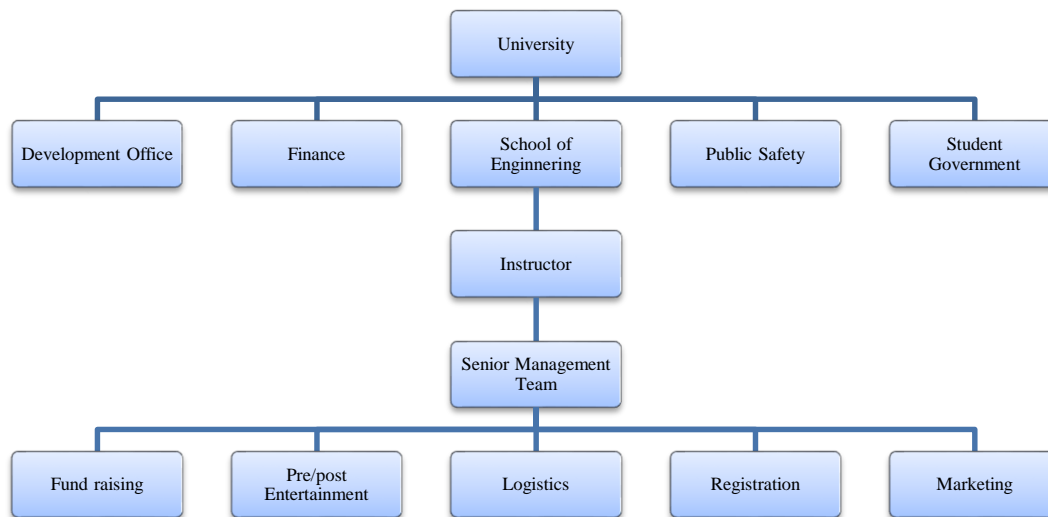 University
Development Office
Finance
School of
Enginnering
Public Safety
Student
Government
Instructor
Senior Management
Team
Fund raising
Pre/post
Entertainment
Logistics
Registration
Marketing